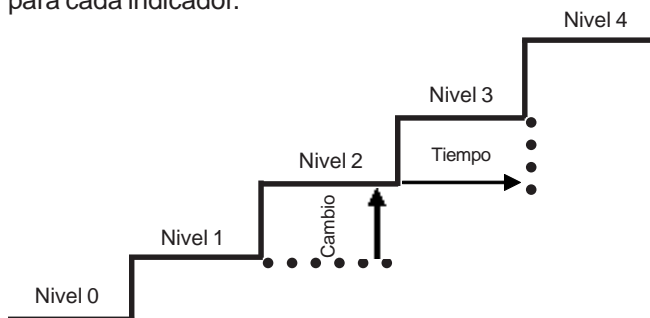 para cada indicador.
Nivel 4
Nivel 3
Tiempo
Nivel 2
Cambio
Nivel 1
Nivel 0